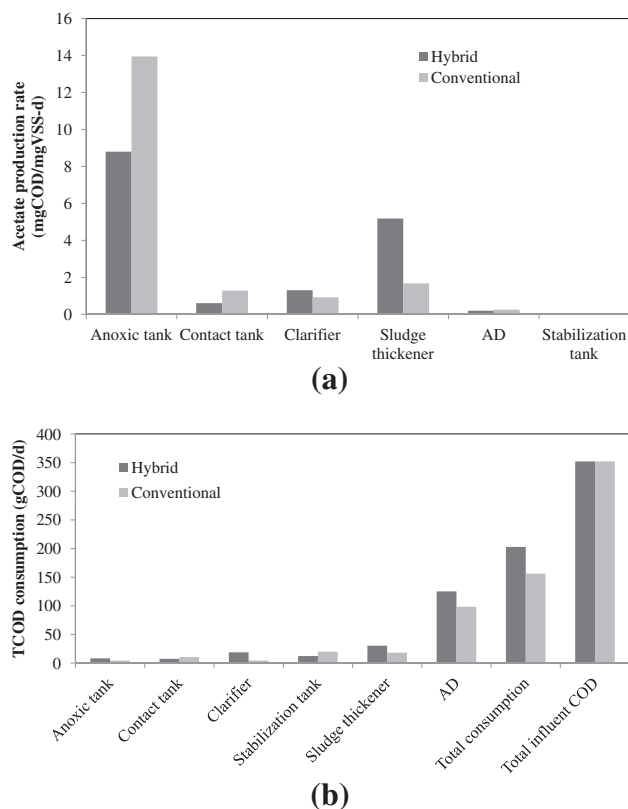 16
14
12
10
8
6
4
2
0
Acetate production rate
(mgCOD/mgVSS-d)
Hybrid
Conventional
Anoxic tank Contact tank Clarifier Sludge thickener AD Stabilization tank
(a)
400
350
300
250
200
150
100
50
0
TCOD consumption (gCOD/d)
Hybrid
Conventional
Anoxic tank
Contact tank
Clarifier
Stabilization tank
Sludge thickener
AD
Total consumption
Total influent COD
(b)